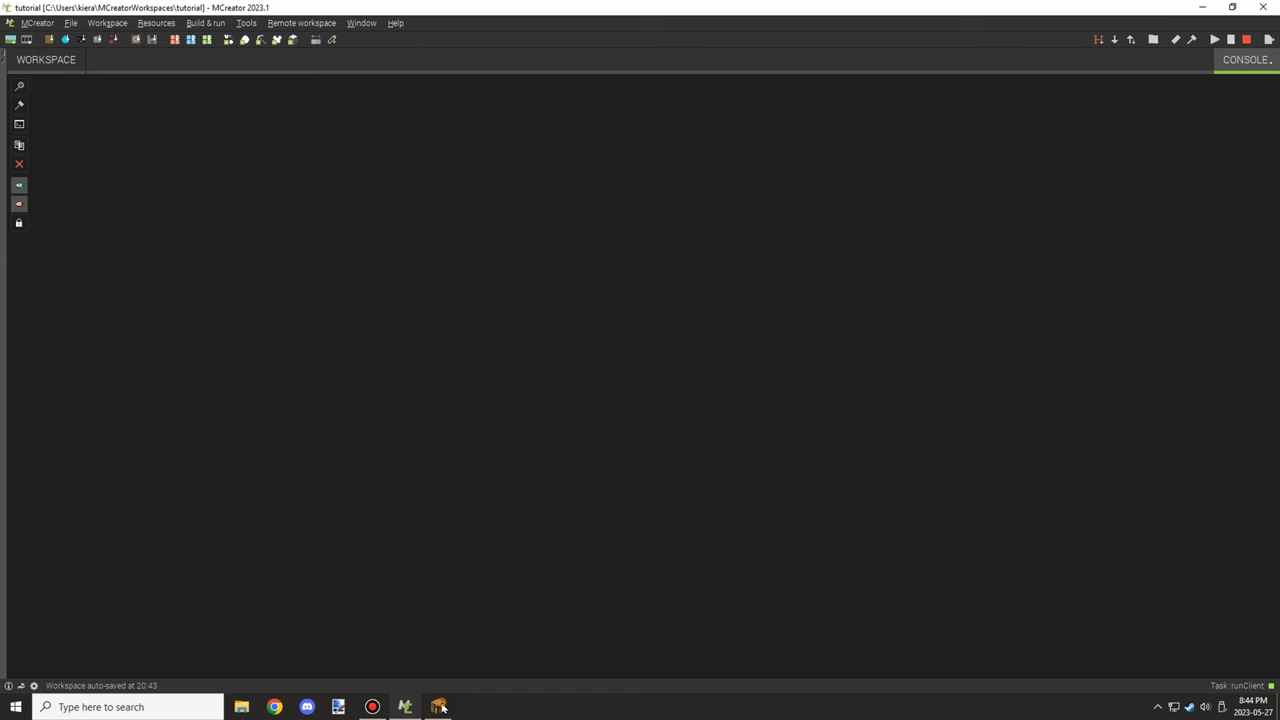 tutorial [C:\Users\kiera\MCreatorWorkspaces\tutorial] - MCreator 2023.1
MCreator File Workspace Resources Build & run Tools Remote workspace Window Help
WORKSPACE
CONSOLE
Workspace auto-saved at 20:43
Task :runClient
Type here to search
8:44 PM
2023-05-27